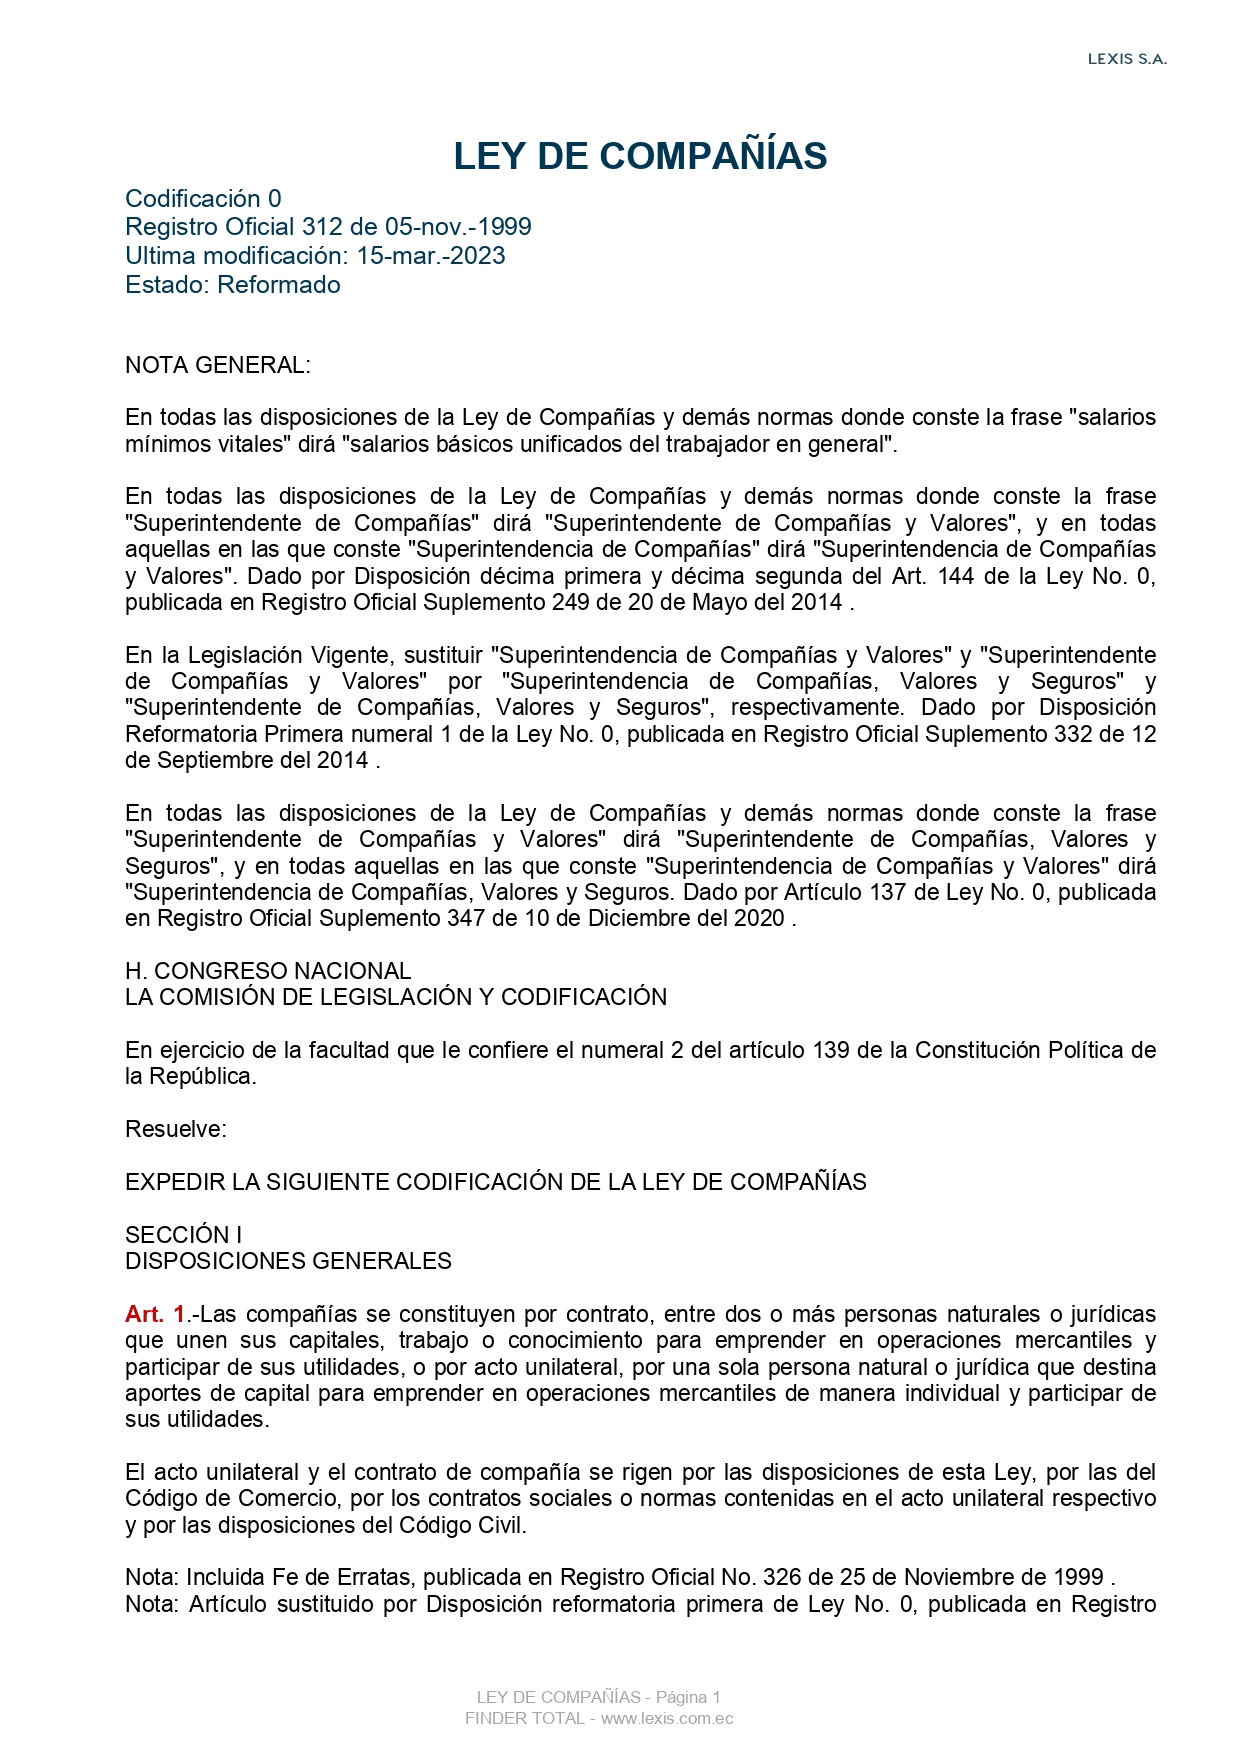 LEXIS S.A.
LEY DE COMPAÑÍAS
Codificación 0
Registro Oficial 312 de 05-nov.-1999
Ultima modificación: 15-mar.-2023
Estado: Reformado
NOTA GENERAL:
En todas las disposiciones de la Ley de Compañías y demás normas donde conste la frase "salarios
mínimos vitales" dirá "salarios básicos unificados del trabajador en general".
En todas las disposiciones de la Ley de Compañías y demás normas donde conste la frase
"Superintendente de Compañías" dirá "Superintendente de Compañías y Valores", y en todas
aquellas en las que conste "Superintendencia de Compañías" dirá "Superintendencia de Compañías
y Valores". Dado por Disposición décima primera y décima segunda del Art. 144 de la Ley No. 0,
publicada en Registro Oficial Suplemento 249 de 20 de Mayo del 2014 .
En la Legislación Vigente, sustituir "Superintendencia de Compañías y Valores" y "Superintendente
de Compañías y Valores" por "Superintendencia de Compañías, Valores y Seguros" y
"Superintendente de Compañías, Valores y Seguros", respectivamente. Dado por Disposición
Reformatoria Primera numeral 1 de la Ley No. 0, publicada en Registro Oficial Suplemento 332 de 12
de Septiembre del 2014 .
En todas las disposiciones de la Ley de Compañías y demás normas donde conste la frase
"Superintendente de Compañías y Valores" dirá "Superintendente de Compañías, Valores y
Seguros", y en todas aquellas en las que conste "Superintendencia de Compañías y Valores" dirá
"Superintendencia de Compañías, Valores y Seguros. Dado por Artículo 137 de Ley No. 0, publicada
en Registro Oficial Suplemento 347 de 10 de Diciembre del 2020 .
H. CONGRESO NACIONAL
LA COMISIÓN DE LEGISLACIÓN Y CODIFICACIÓN
En ejercicio de la facultad que le confiere el numeral 2 del artículo 139 de la Constitución Política de
la República.
Resuelve:
EXPEDIR LA SIGUIENTE CODIFICACIÓN DE LA LEY DE COMPAÑÍAS
SECCIÓN I
DISPOSICIONES GENERALES
Art. 1.-Las compañías se constituyen por contrato, entre dos o más personas naturales o jurídicas
que unen sus capitales, trabajo o conocimiento para emprender en operaciones mercantiles y
participar de sus utilidades, o por acto unilateral, por una sola persona natural o jurídica que destina
aportes de capital para emprender en operaciones mercantiles de manera individual y participar de
sus utilidades.
El acto unilateral y el contrato de compañía se rigen por las disposiciones de esta Ley, por las del
Código de Comercio, por los contratos sociales o normas contenidas en el acto unilateral respectivo
y por las disposiciones del Código Civil.
Nota: Incluida Fe de Erratas, publicada en Registro Oficial No. 326 de 25 de Noviembre de 1999 .
Nota: Artículo sustituido por Disposición reformatoria primera de Ley No. 0, publicada en Registro
LEY DE COMPAÑÍAS - Página 1
FINDER TOTAL - www.lexis.com.ec